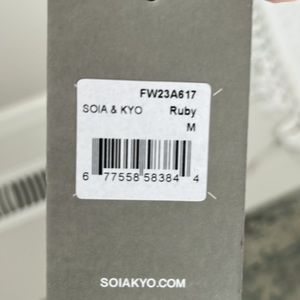 FW23A617
SOIA & KYO Ruby
M
6 77558 58384 4
SOIAKYO.COM